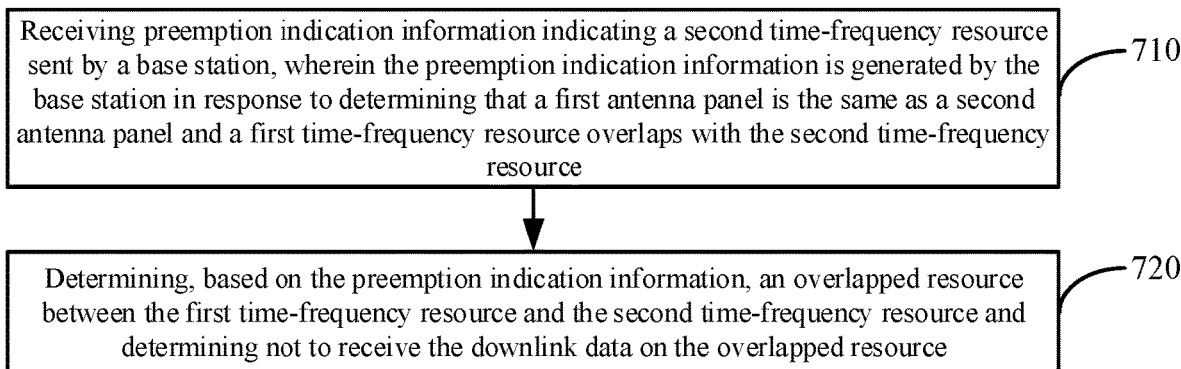 Receiving preemption indication information indicating a second time-frequency resource
sent by a base station, wherein the preemption indication information is generated by the
base station in response to determining that a first antenna panel is the same as a second
antenna panel and a first time-frequency resource overlaps with the second time-frequency
resource
710
Determining, based on the preemption indication information, an overlapped resource
between the first time-frequency resource and the second time-frequency resource and
determining not to receive the downlink data on the overlapped resource
720